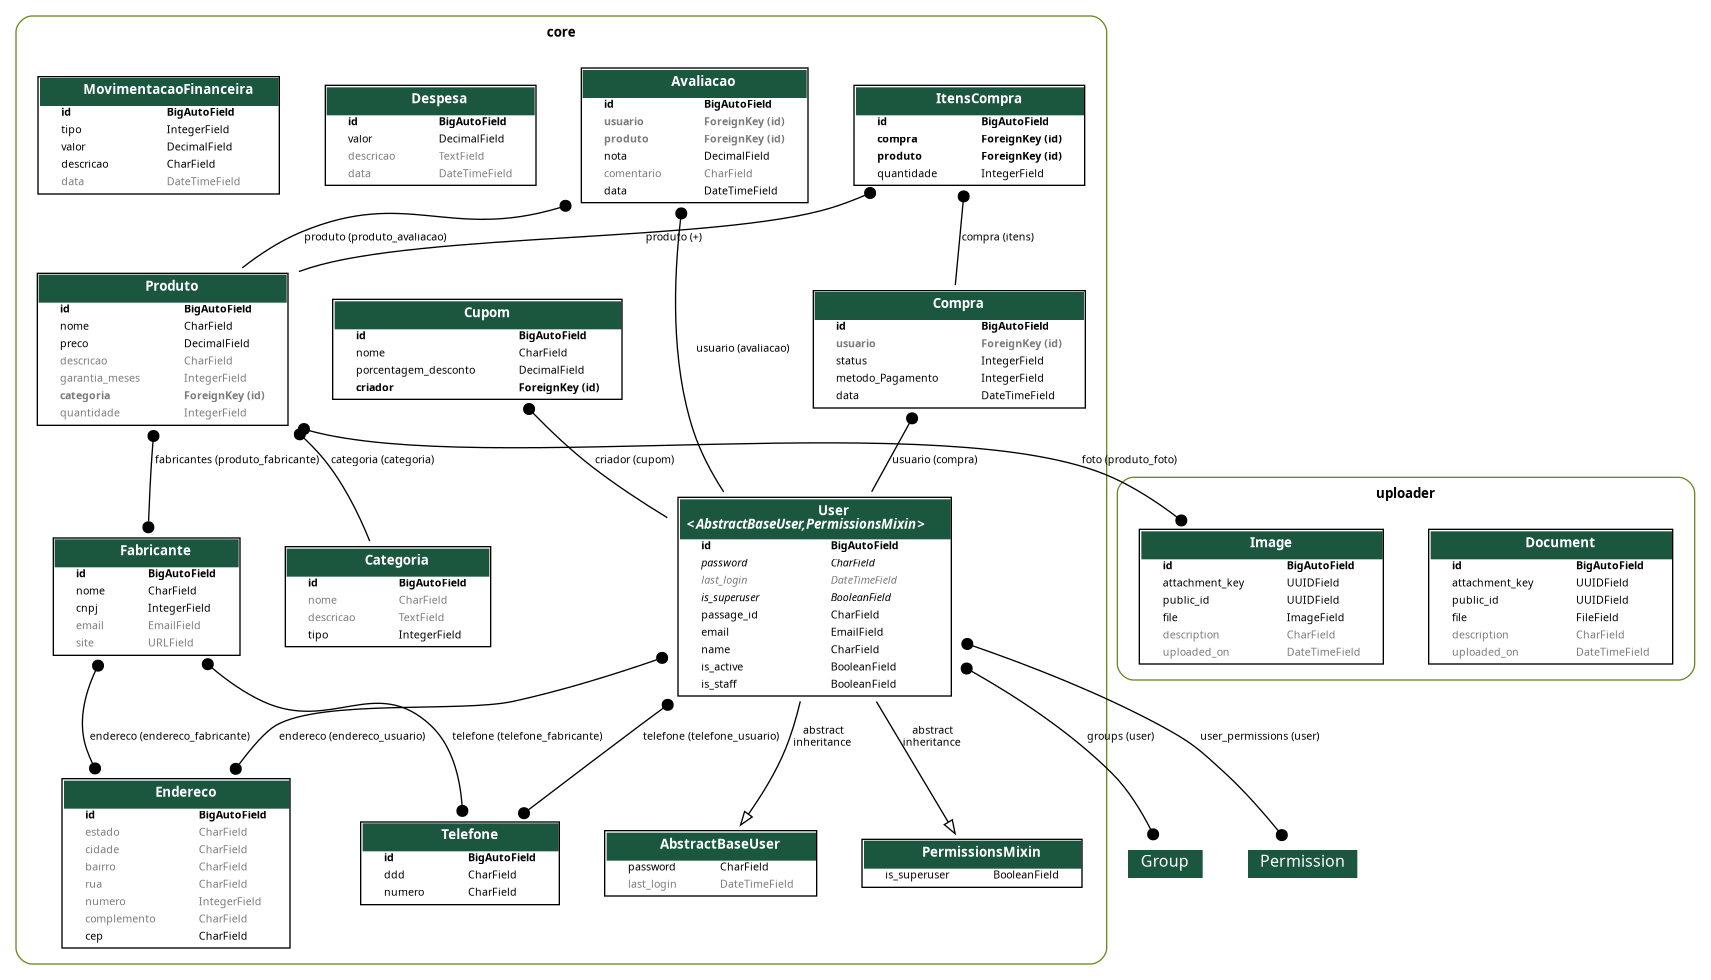 core
MovimentacaoFinanceira
id BigAutoField
tipo IntegerField
valor DecimalField
descricao CharField
data DateTimeField
Despesa
id BigAutoField
valor DecimalField
descricao TextField
data DateTimeField
Avaliacao
id BigAutoField
usuario ForeignKey (id)
produto ForeignKey (id)
nota DecimalField
comentario CharField
data DateTimeField
ItensCompra
id BigAutoField
compra ForeignKey (id)
produto ForeignKey (id)
quantidade IntegerField
produto (produto_avaliacao)
produto (+)
compra (itens)
Produto
id BigAutoField
nome CharField
preco DecimalField
descricao CharField
garantia_meses IntegerField
categoria ForeignKey (id)
quantidade IntegerField
Cupom
id BigAutoField
nome CharField
porcentagem_desconto DecimalField
criador ForeignKey (id)
usuario (avaliacao)
Compra
id BigAutoField
usuario ForeignKey (id)
status IntegerField
metodo_Pagamento IntegerField
data DateTimeField
fabricantes (produto_fabricante)
categoria (categoria)
criador (cupom)
usuario (compra)
foto (produto_foto)
uploader
Fabricante
id BigAutoField
nome CharField
cnpj IntegerField
email EmailField
site URLField
Categoria
id BigAutoField
nome CharField
descricao TextField
tipo IntegerField
User
<AbstractBaseUser,PermissionsMixin>
id BigAutoField
password CharField
last_login DateTimeField
is_superuser BooleanField
passage_id CharField
email EmailField
name CharField
is_active BooleanField
is_staff BooleanField
Image
id BigAutoField
attachment_key UUIDField
public_id UUIDField
file ImageField
description CharField
uploaded_on DateTimeField
Document
id BigAutoField
attachment_key UUIDField
public_id UUIDField
file FileField
description CharField
uploaded_on DateTimeField
endereco (endereco_fabricante)
endereco (endereco_usuario)
telefone (telefone_fabricante)
telefone (telefone_usuario)
abstract
inheritance
abstract
inheritance
groups (user)
user_permissions (user)
Endereco
id BigAutoField
estado CharField
cidade CharField
bairro CharField
rua CharField
numero IntegerField
complemento CharField
cep CharField
Telefone
id BigAutoField
ddd CharField
numero CharField
AbstractBaseUser
password CharField
last_login DateTimeField
PermissionsMixin
is_superuser BooleanField
Group
Permission